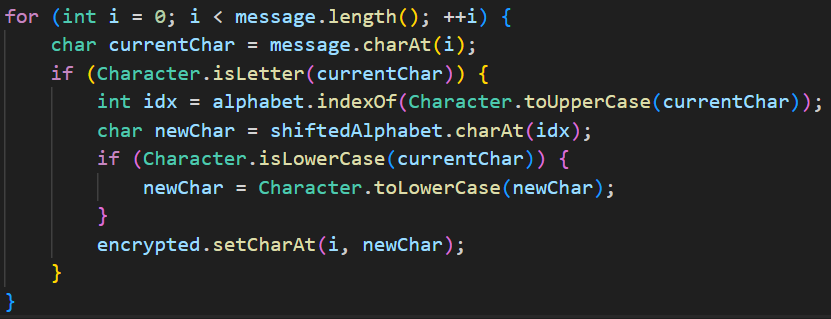 for (int i = 0; i < message.length(); ++i) {
    char currentChar = message.charAt(i);
    if (Character.isLetter(currentChar)) {
        int idx = alphabet.indexOf(Character.toUpperCase(currentChar));
        char newChar = shiftedAlphabet.charAt(idx);
        if (Character.isLowerCase(currentChar)) {
            newChar = Character.toLowerCase(newChar);
        }
        encrypted.setCharAt(i, newChar);
    }
}